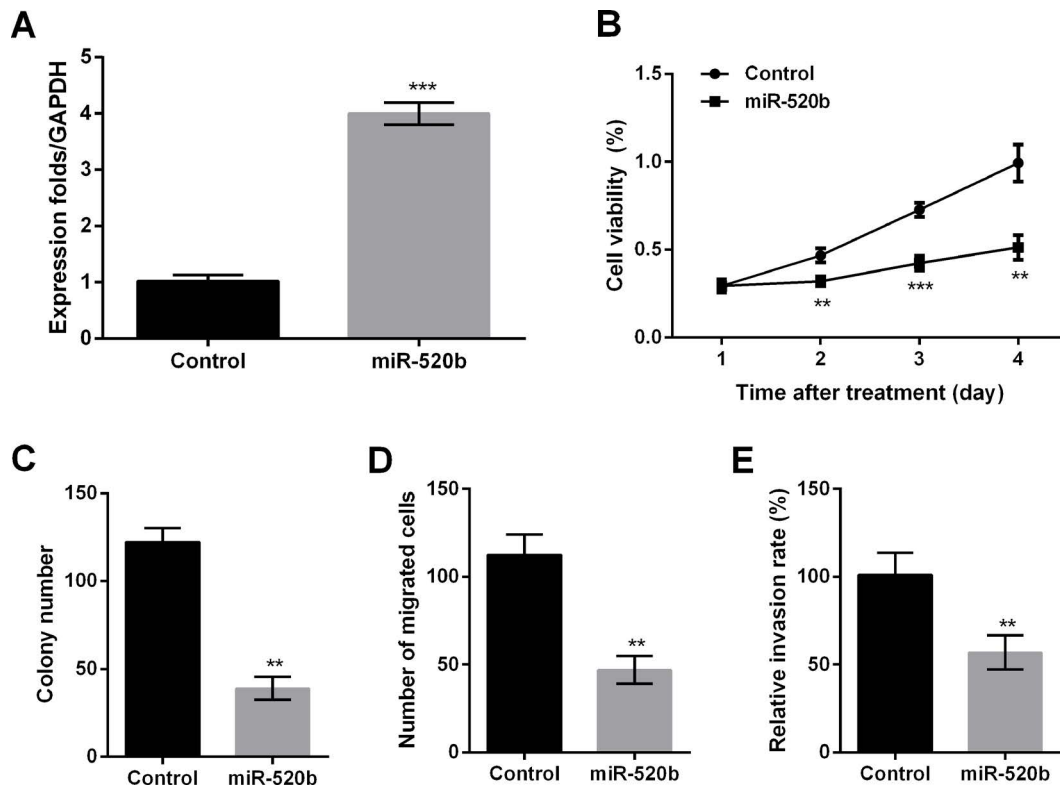 A
Expression folds/GAPDH
5
4
3
2
1
0
***
Control
miR-520b
B
Cell viability (%)
1.5
1.0
0.5
0.0
Control
miR-520b
**
***
**
1 2 3 4
Time after treatment (day)
C
Colony number
150
100
50
0
**
Control
miR-520b
D
Number of migrated cells
150
100
50
0
**
Control
miR-520b
E
Relative invasion rate (%)
150
100
50
0
**
Control
miR-520b